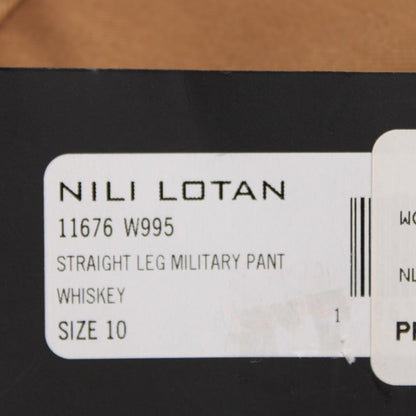 NILI LOTAN
11676 W995
STRAIGHT LEG MILITARY PANT
WHISKEY
SIZE 10
1